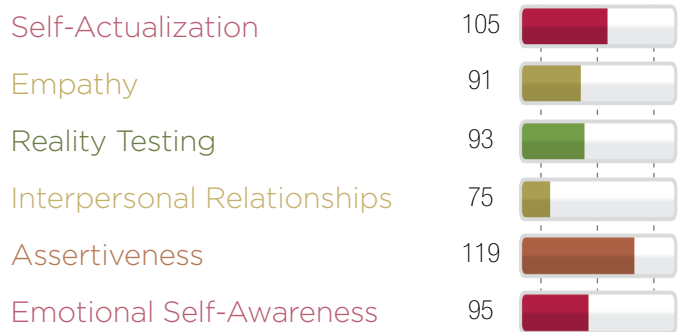 Self-Actualization 105
Empathy 91
Reality Testing 93
Interpersonal Relationships 75
Assertiveness 119
Emotional Self-Awareness 95